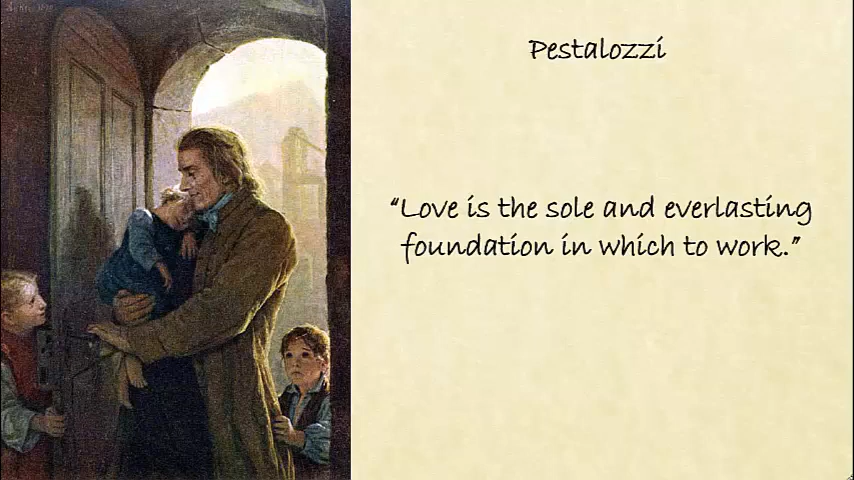 Pestalozzi
“Love is the sole and everlasting
foundation in which to work.”